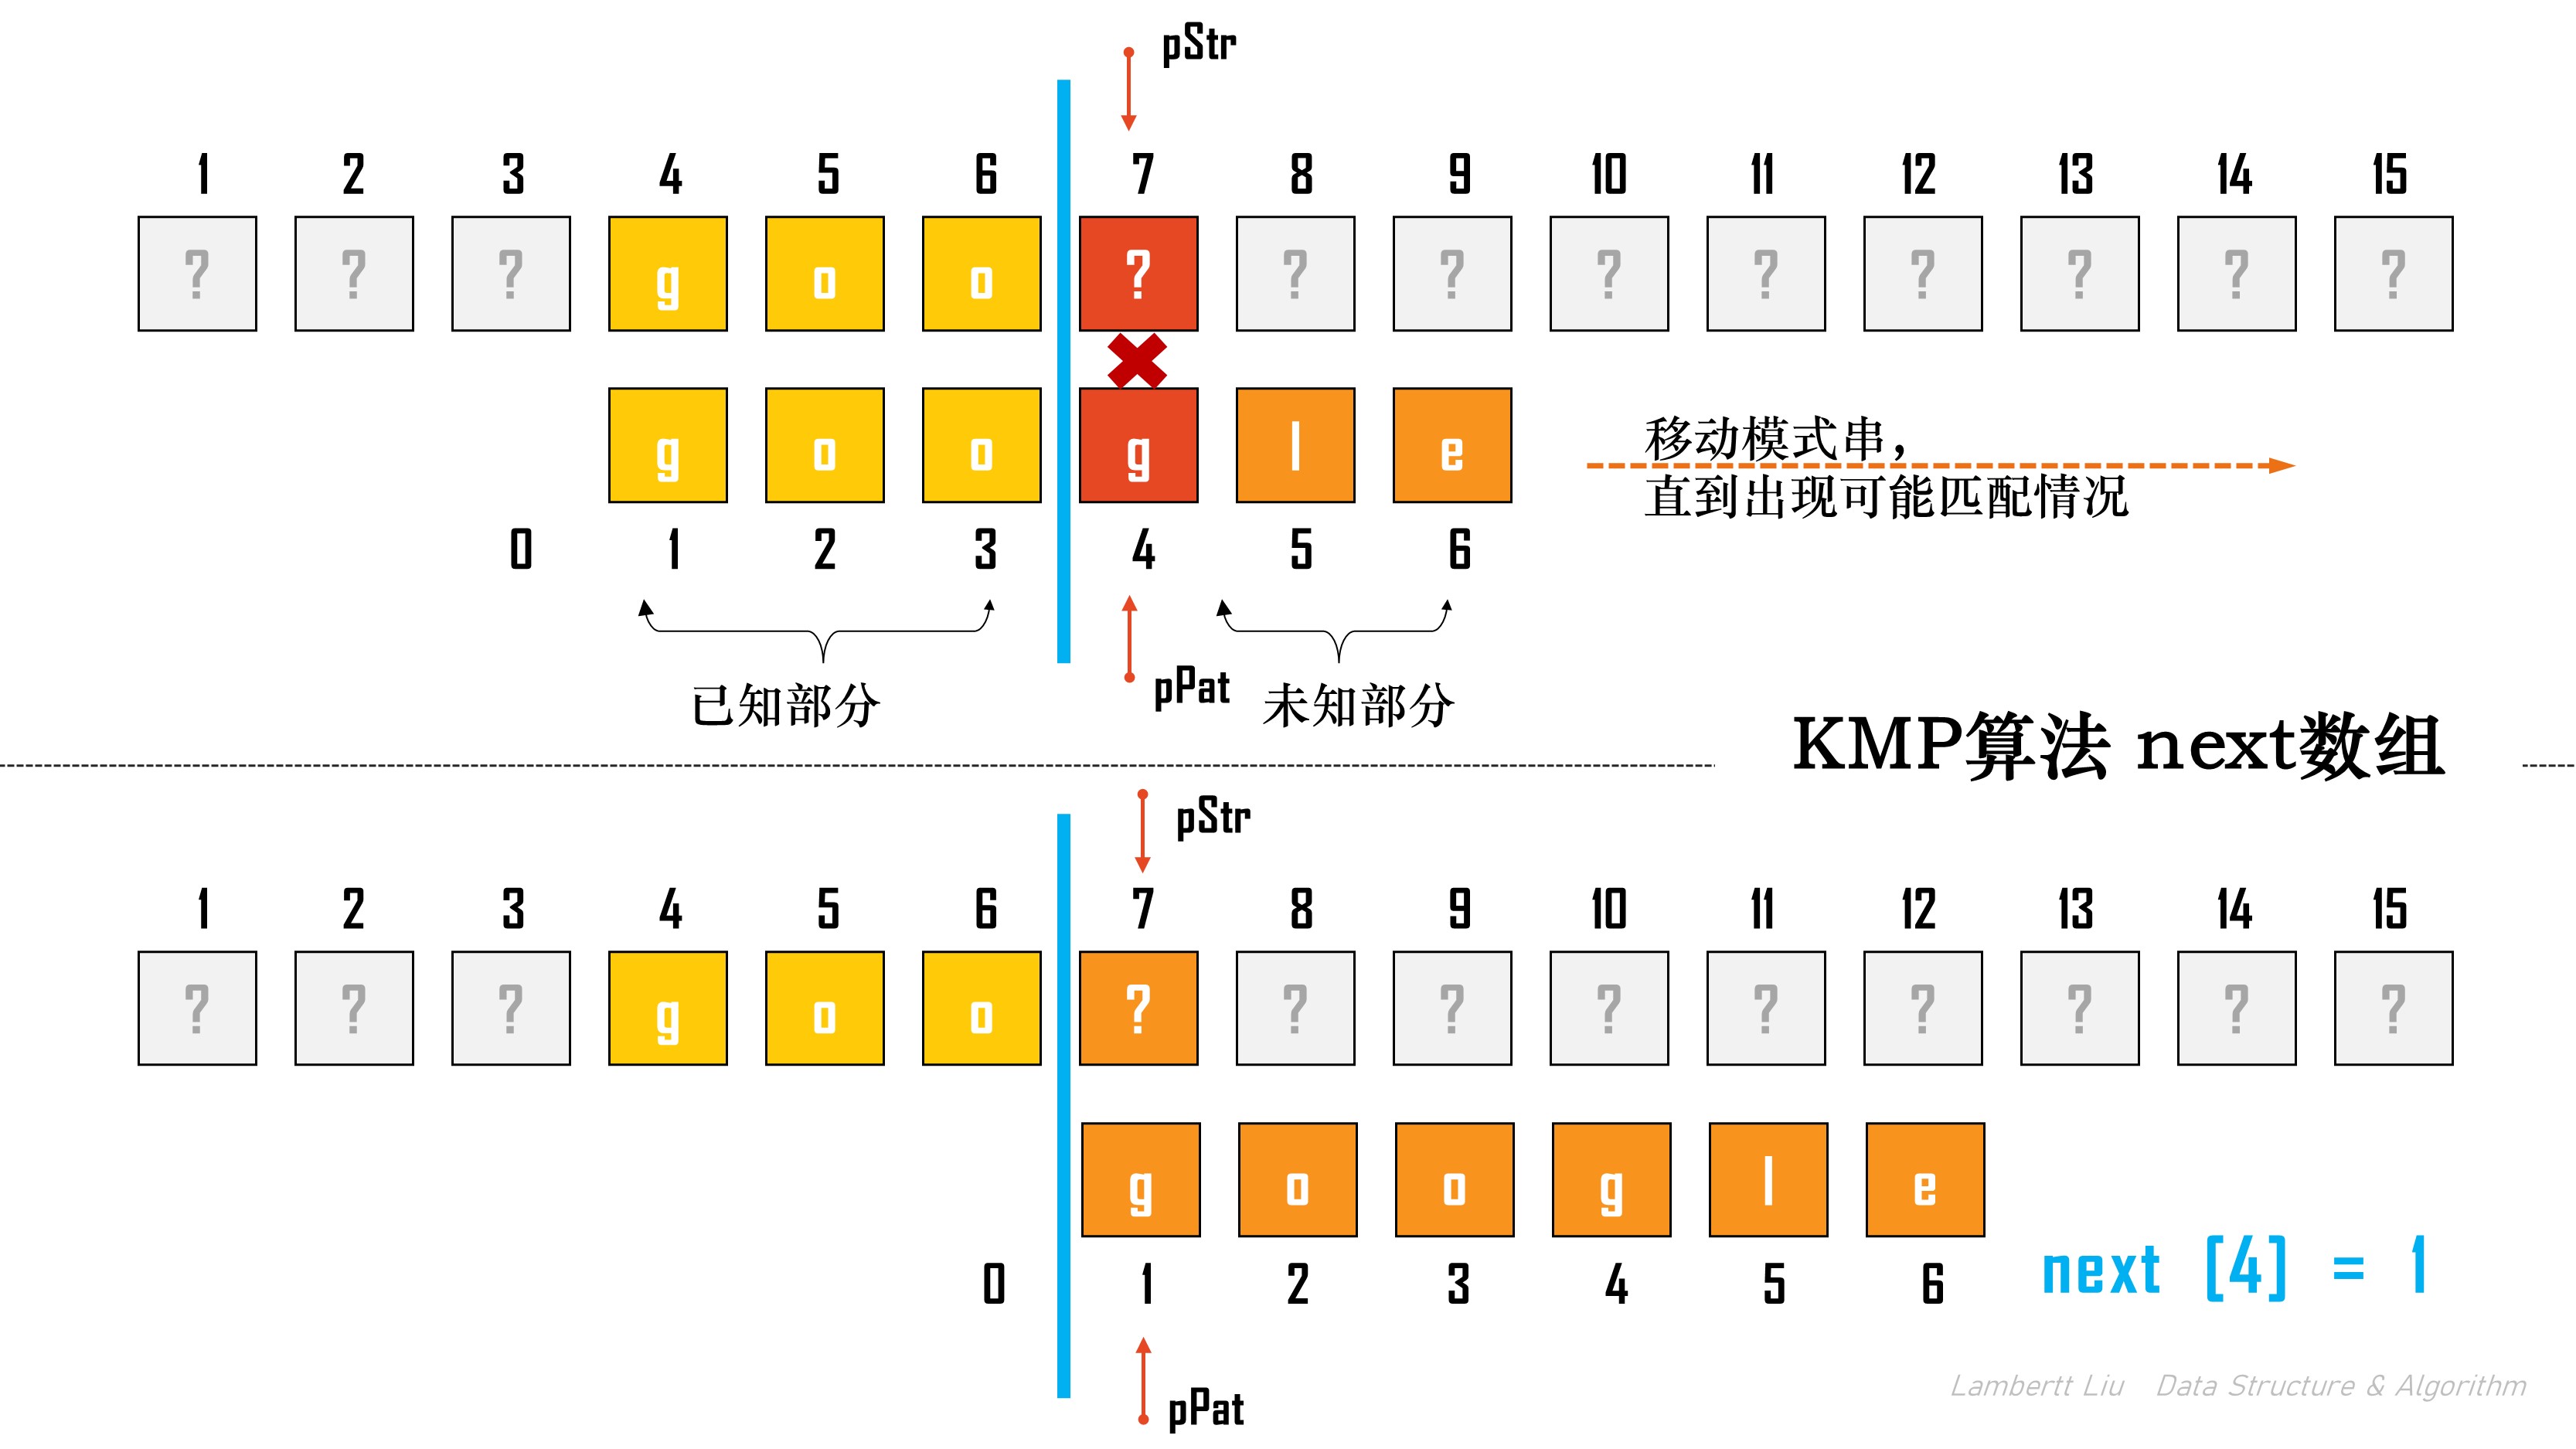 pStr
1 2 3 4 5 6 7 8 9 10 11 12 13 14 15
? ? ? g o o ? ? ? ? ? ? ? ? ?
g o o g l e
移动模式串，
直到出现可能匹配情况
0 1 2 3 4 5 6
已知部分
pPat
未知部分
KMP算法 next数组
pStr
1 2 3 4 5 6 7 8 9 10 11 12 13 14 15
? ? ? g o o ? ? ? ? ? ? ? ? ?
g o o g l e
0 1 2 3 4 5 6
next [4] = 1
pPat
Lambertt Liu Data Structure & Algorithm